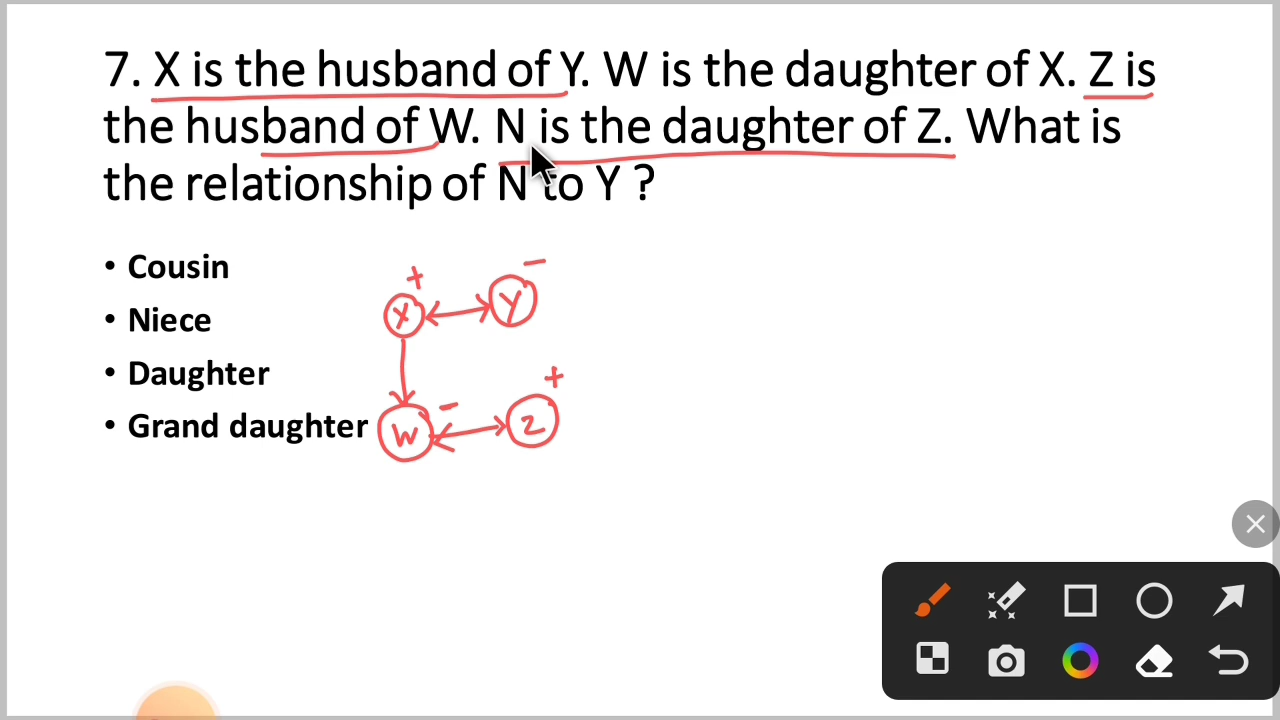 7. X is the husband of Y. W is the daughter of X. Z is
the husband of W. N is the daughter of Z. What is
the relationship of N to Y ?
• Cousin
• Niece
• Daughter
• Grand daughter
+ -
X Y
- +
W Z